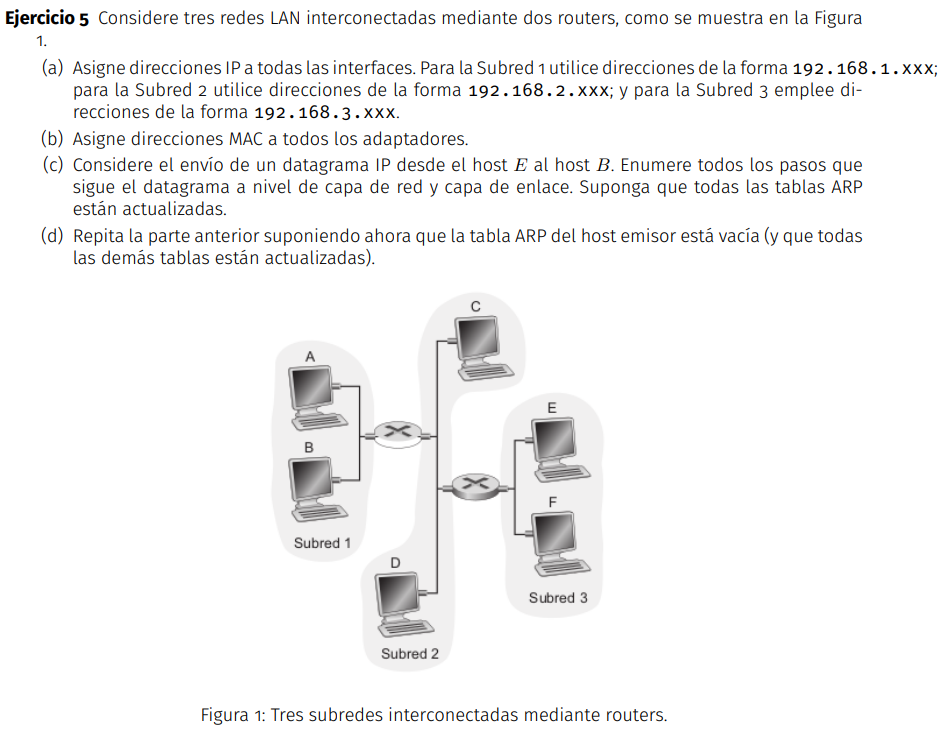 Ejercicio 5 Considere tres redes LAN interconectadas mediante dos routers, como se muestra en la Figura
1.
(a) Asigne direcciones IP a todas las interfaces. Para la Subred 1 utilice direcciones de la forma 192.168.1.xxx;
para la Subred 2 utilice direcciones de la forma 192.168.2.xxx; y para la Subred 3 emplee di-
recciones de la forma 192.168.3.xxx.
(b) Asigne direcciones MAC a todos los adaptadores.
(c) Considere el envío de un datagrama IP desde el host E al host B. Enumere todos los pasos que
sigue el datagrama a nivel de capa de red y capa de enlace. Suponga que todas las tablas ARP
están actualizadas.
(d) Repita la parte anterior suponiendo ahora que la tabla ARP del host emisor está vacía (y que todas
las demás tablas están actualizadas).
C
A
E
B
F
Subred 1
D
Subred 3
Subred 2
Figura 1: Tres subredes interconectadas mediante routers.